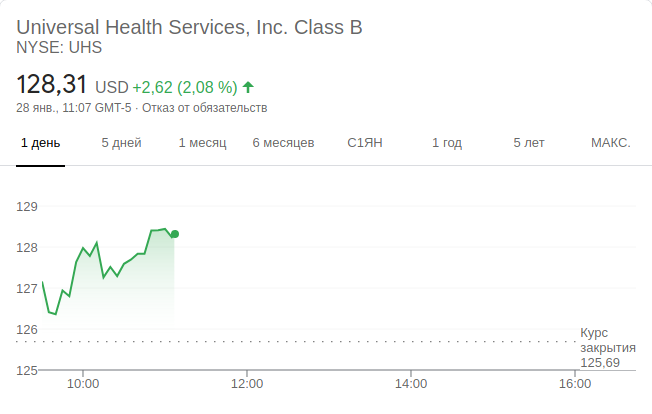 Universal Health Services, Inc. Class B
NYSE: UHS
128,31 USD +2,62 (2,08 %)
28 янв., 11:07 GMT-5 · Отказ от обязательств
1 день 5 дней 1 месяц 6 месяцев С1ЯН 1 год 5 лет МАКС.
129
128
127
126
125
Курс
закрытия
125,69
10:00 12:00 14:00 16:00